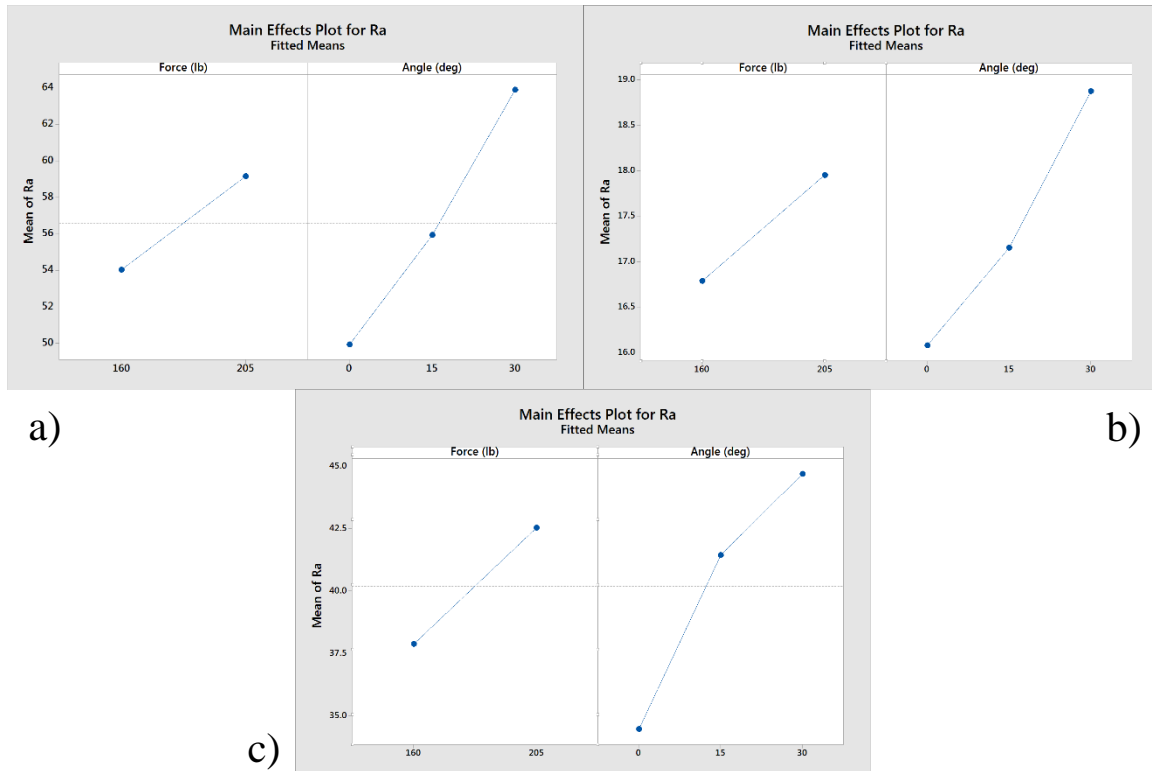 Main Effects Plot for Ra
Fitted Means
Force (lb) Angle (deg)
Mean of Ra
64
62
60
58
56
54
52
50
160 205 0 15 30
a)
Main Effects Plot for Ra
Fitted Means
Force (lb) Angle (deg)
Mean of Ra
19.0
18.5
18.0
17.5
17.0
16.5
16.0
160 205 0 15 30
b)
Main Effects Plot for Ra
Fitted Means
Force (lb) Angle (deg)
Mean of Ra
45.0
42.5
40.0
37.5
35.0
160 205 0 15 30
c)